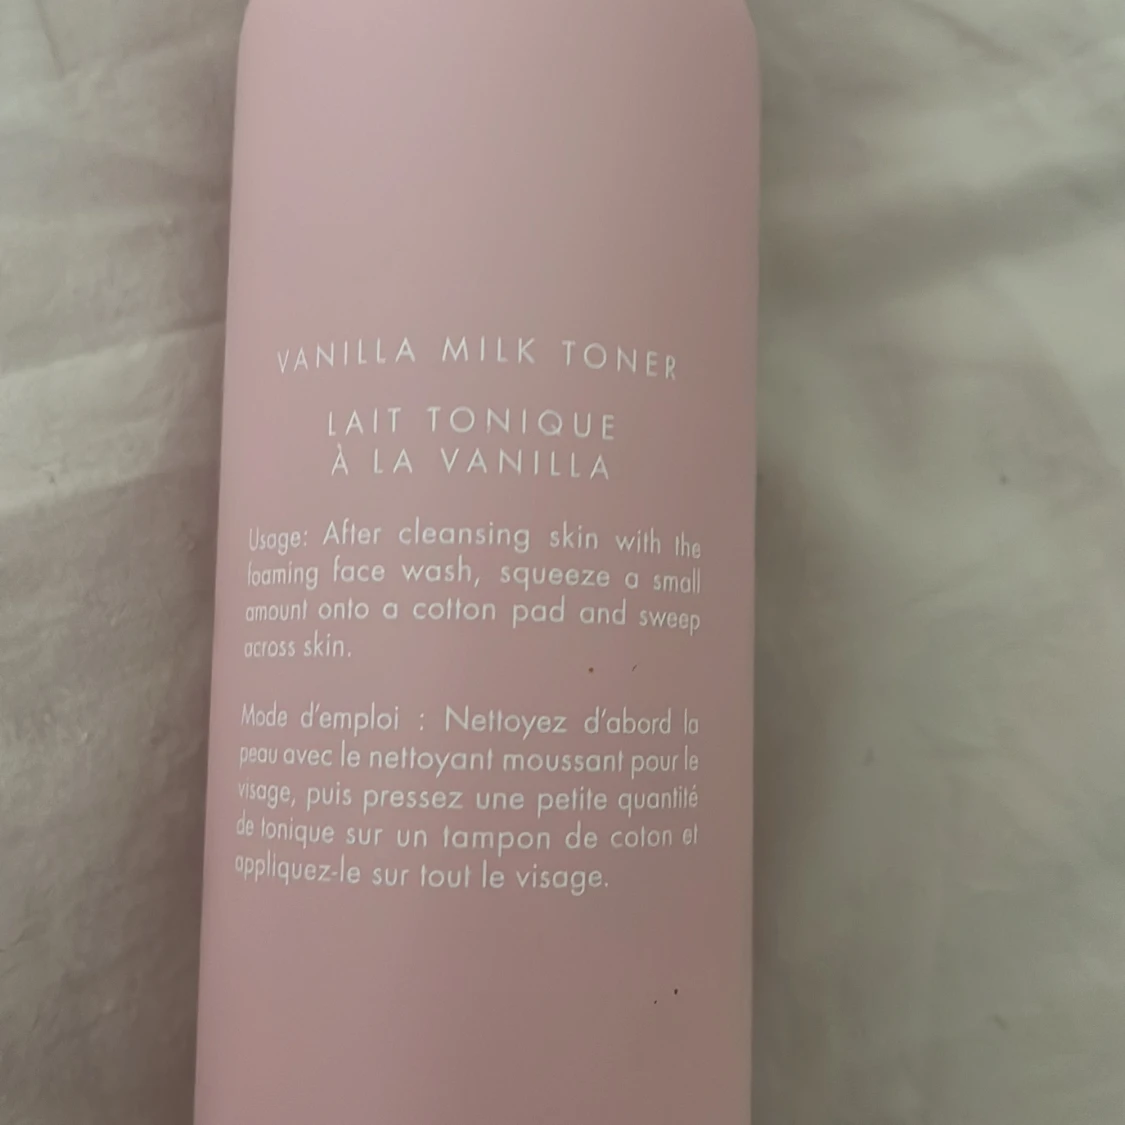 VANILLA MILK TONER
LAIT TONIQUE
À LA VANILLA
Usage: After cleansing skin with the
foaming face wash, squeeze a small
amount onto a cotton pad and sweep
across skin.
Mode d'emploi : Nettoyez d'abord la
peau avec le nettoyant moussant pour le
visage, puis pressez une petite quantité
de tonique sur un tampon de coton et
appliquez-le sur tout le visage.